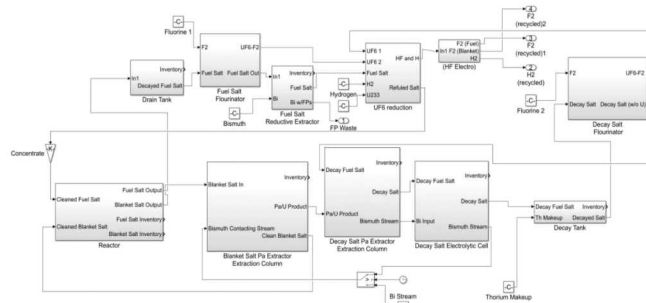 -C-
Fluorine 1
F2
UF6-F2
Fuel Salt
Fuel Salt Out
Fuel Salt
Flourinator
In1
Inventory
Decayed Fuel Salt
Drain Tank
In1
Bi
Inventory
Fuel Salt
Bi w/FPs
Fuel Salt
Reductive Extractor
-C-
Bismuth
1
FP Waste
-C-
Hydrogen
-C-
UF6 1
UF6 2
Fuel Salt
H2
U233
HF and H
Refuled Salt
UF6 reduction
In1
F2 (Fuel)
F2 (Blanket)
H2
(HF Electro)
4
F2
(recycled)2
3
F2
(recycled)1
2
H2
(recycled)
-C-
Fluorine 2
F2
UF6-F2
Decay Salt
Decay Salt (w/o U)
Decay Salt
Flourinator
K
Concentrate
Cleaned Fuel Salt
Cleaned Blanket Salt
Fuel Salt Output
Blanket Salt Output
Fuel Salt Inventory
Blanket Salt Inventory
Reactor
Blanket Salt In
Bismuth Contacting Stream
Inventory
Pa/U Product
Clean Blanket Salt
Blanket Salt Pa Extractor
Extraction Column
Decay Fuel Salt
Pa/U Product
Inventory
Decay Salt
Bismuth Stream
Decay Salt Pa Extractor
Extraction Column
Decay Fuel Salt
Bi Input
Inventory
Decay Salt
Bismuth Stream
Decay Salt Electrolytic Cell
Decay Fuel Salt
Th Makeup
Inventory
Decayed Salt
Decay Tank
Bi Stream
-C-
Thorium Makeup